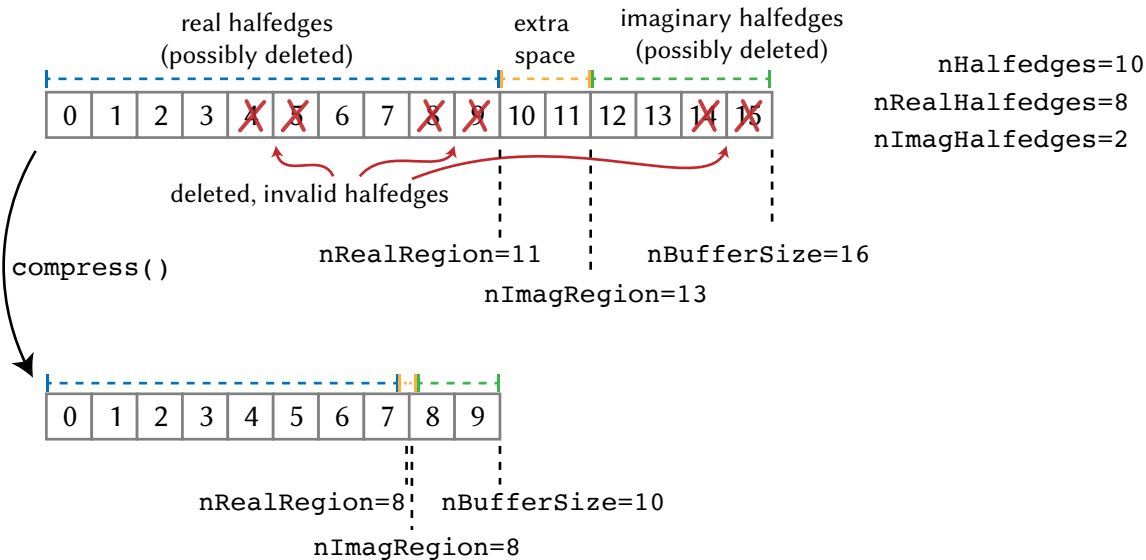 real halfedges
(possibly deleted)
extra
space
imaginary halfedges
(possibly deleted)
nHalfedges=10
nRealHalfedges=8
nImagHalfedges=2
0 1 2 3 4 5 6 7 8 9 10 11 12 13 14 15
deleted, invalid halfedges
nRealRegion=11
nBufferSize=16
nImagRegion=13
compress()
0 1 2 3 4 5 6 7 8 9
nRealRegion=8
nBufferSize=10
nImagRegion=8